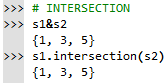 >>> # INTERSECTION
>>> s1&s2
{1, 3, 5}
>>> s1.intersection(s2)
{1, 3, 5}